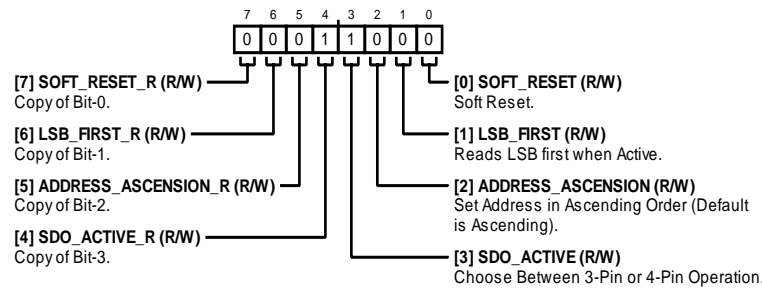 7 6 5 4 3 2 1 0
0 0 0 1 1 0 0 0
[7] SOFT_RESET_R (R/W)
Copy of Bit-0.
[6] LSB_FIRST_R (R/W)
Copy of Bit-1.
[5] ADDRESS_ASCENSION_R (R/W)
Copy of Bit-2.
[4] SDO_ACTIVE_R (R/W)
Copy of Bit-3.
[0] SOFT_RESET (R/W)
Soft Reset.
[1] LSB_FIRST (R/W)
Reads LSB first when Active.
[2] ADDRESS_ASCENSION (R/W)
Set Address in Ascending Order (Default
is Ascending).
[3] SDO_ACTIVE (R/W)
Choose Between 3-Pin or 4-Pin Operation.